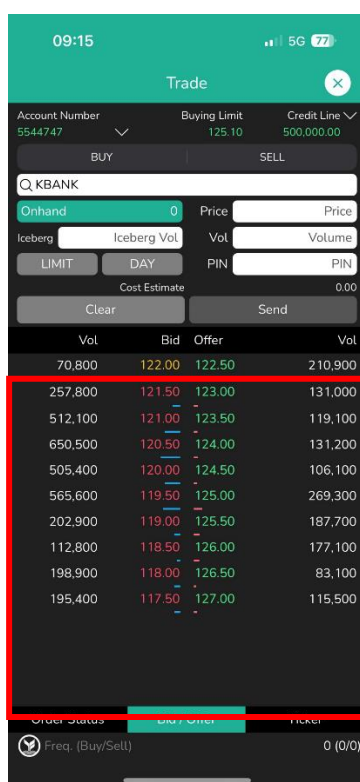 09:15 5G 77
Trade
Account Number Buying Limit Credit Line
5544747 125.10 500,000.00
BUY SELL
KBANK
Onhand 0 Price Price
Iceberg Iceberg Vol Vol Volume
LIMIT DAY PIN PIN
Cost Estimate 0.00
Clear Send
Vol Bid Offer Vol
70,800 122.00 122.50 210,900
257,800 121.50 123.00 131,000
512,100 121.00 123.50 119,100
650,500 120.50 124.00 131,200
505,400 120.00 124.50 106,100
565,600 119.50 125.00 269,300
202,900 119.00 125.50 187,700
112,800 118.50 126.00 177,100
198,900 118.00 126.50 83,100
195,400 117.50 127.00 115,500
Order Status Bid / Offer Ticker
Freq. (Buy/Sell) 0 (0/0)